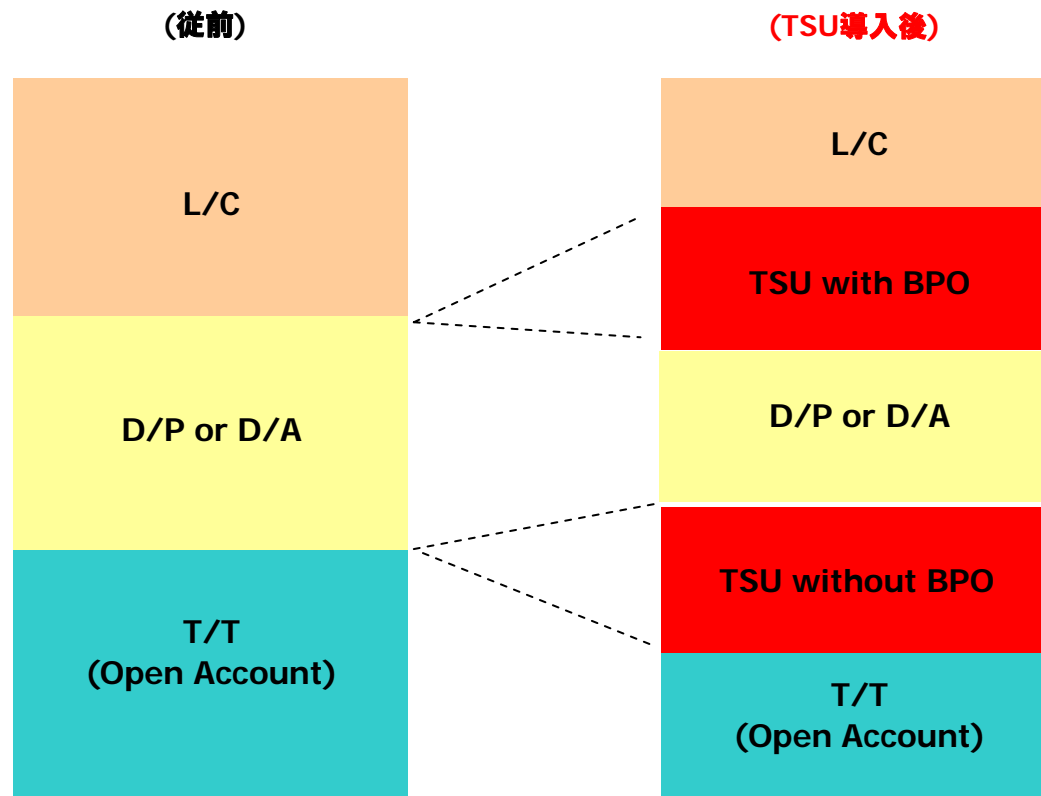 (従前)
L/C
D/P or D/A
T/T
(Open Account)
(TSU導入後)
L/C
TSU with BPO
D/P or D/A
TSU without BPO
T/T
(Open Account)